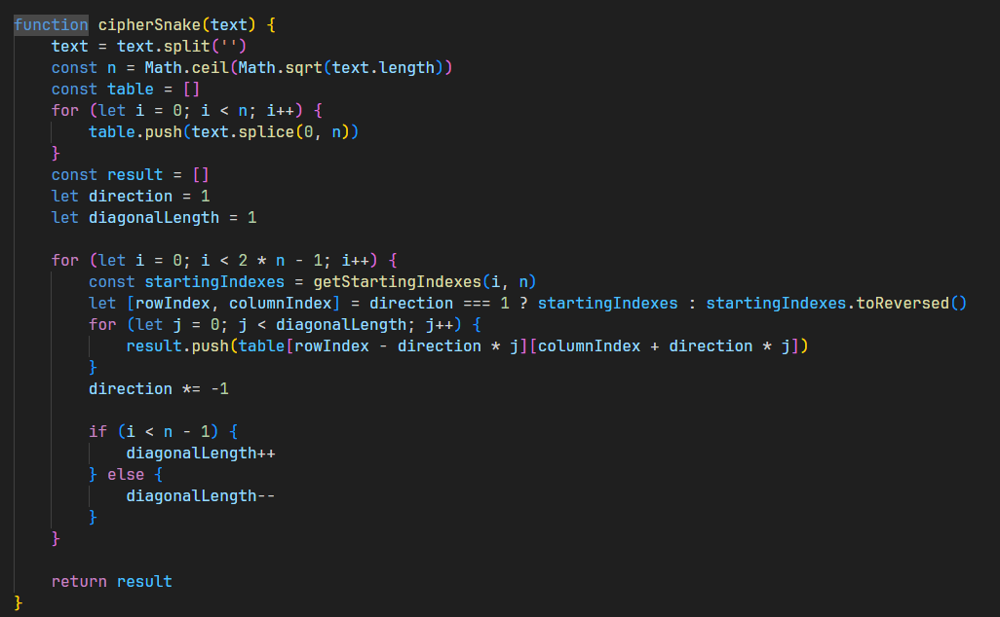 function cipherSnake(text) {
    text = text.split('')
    const n = Math.ceil(Math.sqrt(text.length))
    const table = []
    for (let i = 0; i < n; i++) {
        table.push(text.splice(0, n))
    }
    const result = []
    let direction = 1
    let diagonalLength = 1

    for (let i = 0; i < 2 * n - 1; i++) {
        const startingIndexes = getStartingIndexes(i, n)
        let [rowIndex, columnIndex] = direction === 1 ? startingIndexes : startingIndexes.toReversed()
        for (let j = 0; j < diagonalLength; j++) {
            result.push(table[rowIndex - direction * j][columnIndex + direction * j])
        }
        direction *= -1

        if (i < n - 1) {
            diagonalLength++
        } else {
            diagonalLength--
        }
    }

    return result
}